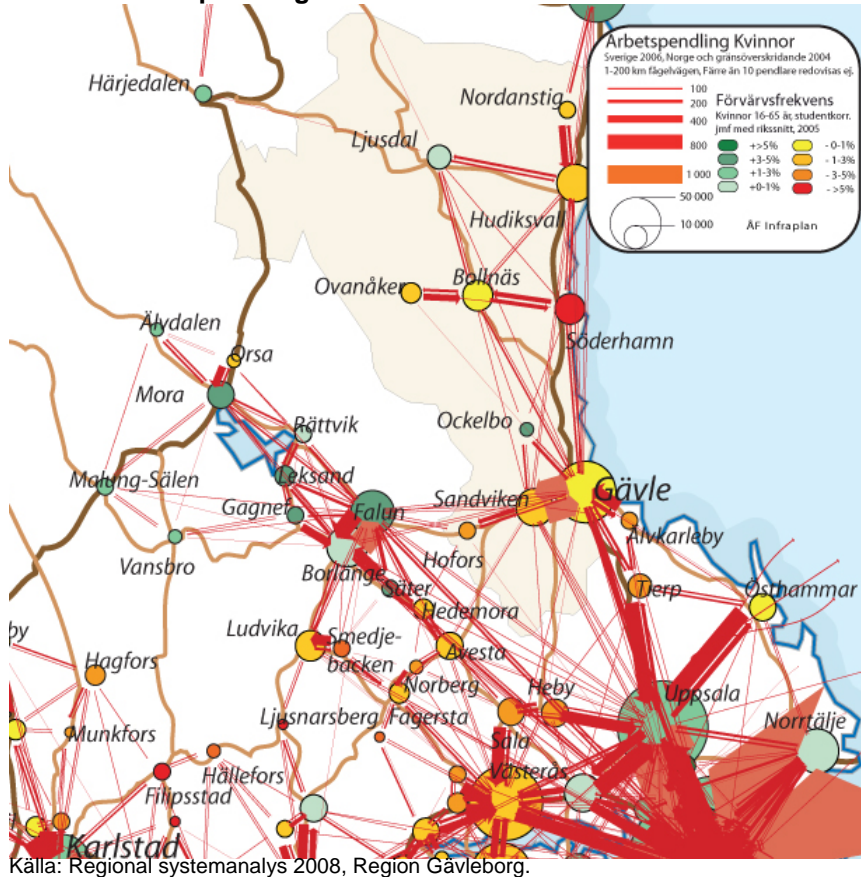 Arbetspendling Kvinnor
Sverige 2006, Norge och gränsöverskridande 2004
1-200 km fågelvägen, Färre än 10 pendlare redovisas ej.
100
200
400
800
1 000
50 000
10 000
Förvärvsfrekvens
Kvinnor 16-65 år, studentkorr.
jmf med rikssnitt, 2005
+>5%
+3-5%
+1-3%
+0-1%
- 0-1%
- 1-3%
- 3-5%
- >5%
ÅF Infraplan
Härjedalen
Nordanstig
Ljusdal
Hudiksvall
Ovanåker
Bollnäs
Söderhamn
Älvdalen
Orsa
Mora
Rättvik
Ockelbo
Malung-Sälen
Leksand
Gagnef
Falun
Sandviken
Gävle
Älvkarleby
Vansbro
Borlänge
Hofors
Säter
Tierp
Östhammar
Hedemora
Ludvika
Smedje-
backen
Avesta
by
Hagfors
Norberg
Heby
Uppsala
Ljusnarsberg
Fagersta
Norrtälje
Munkfors
Sala
Hällefors
Västerås
Filipsstad
Karlstad
Källa: Regional systemanalys 2008, Region Gävleborg.